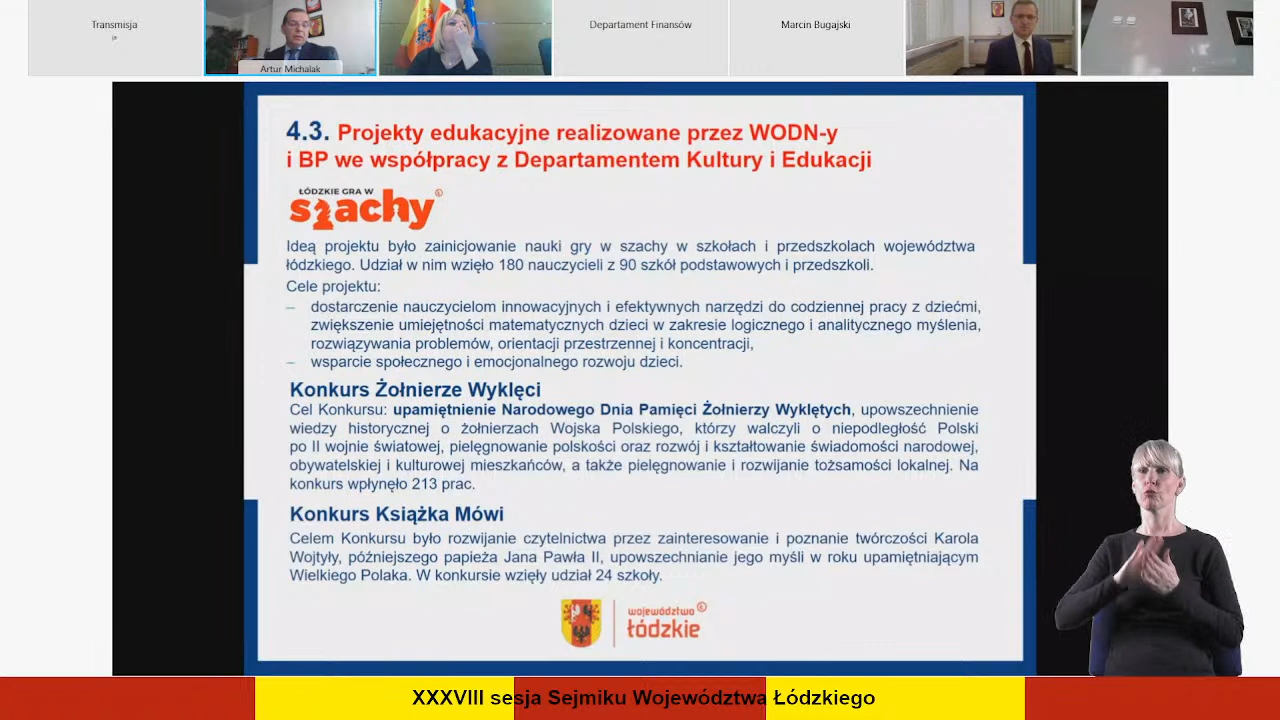 Transmisja
Artur Michalak
Departament Finansów
Marcin Bugajski
4.3. Projekty edukacyjne realizowane przez WODN-y
i BP we współpracy z Departamentem Kultury i Edukacji
ŁÓDZKIE GRA W
szachy
Ideą projektu było zainicjowanie nauki gry w szachy w szkołach i przedszkolach województwa
łódzkiego. Udział w nim wzięło 180 nauczycieli z 90 szkół podstawowych i przedszkoli.
Cele projektu:
– dostarczenie nauczycielom innowacyjnych i efektywnych narzędzi do codziennej pracy z dziećmi,
zwiększenie umiejętności matematycznych dzieci w zakresie logicznego i analitycznego myślenia,
rozwiązywania problemów, orientacji przestrzennej i koncentracji,
– wsparcie społecznego i emocjonalnego rozwoju dzieci.
Konkurs Żołnierze Wyklęci
Cel Konkursu: upamiętnienie Narodowego Dnia Pamięci Żołnierzy Wyklętych, upowszechnienie
wiedzy historycznej o żołnierzach Wojska Polskiego, którzy walczyli o niepodległość Polski
po II wojnie światowej, pielęgnowanie polskości oraz rozwój i kształtowanie świadomości narodowej,
obywatelskiej i kulturowej mieszkańców, a także pielęgnowanie i rozwijanie tożsamości lokalnej. Na
konkurs wpłynęło 213 prac.
Konkurs Książka Mówi
Celem Konkursu było rozwijanie czytelnictwa przez zainteresowanie i poznanie twórczości Karola
Wojtyły, późniejszego papieża Jana Pawła II, upowszechnianie jego myśli w roku upamiętniającym
Wielkiego Polaka. W konkursie wzięły udział 24 szkoły.
województwo
łódzkie
XXXVIII sesja Sejmiku Województwa Łódzkiego